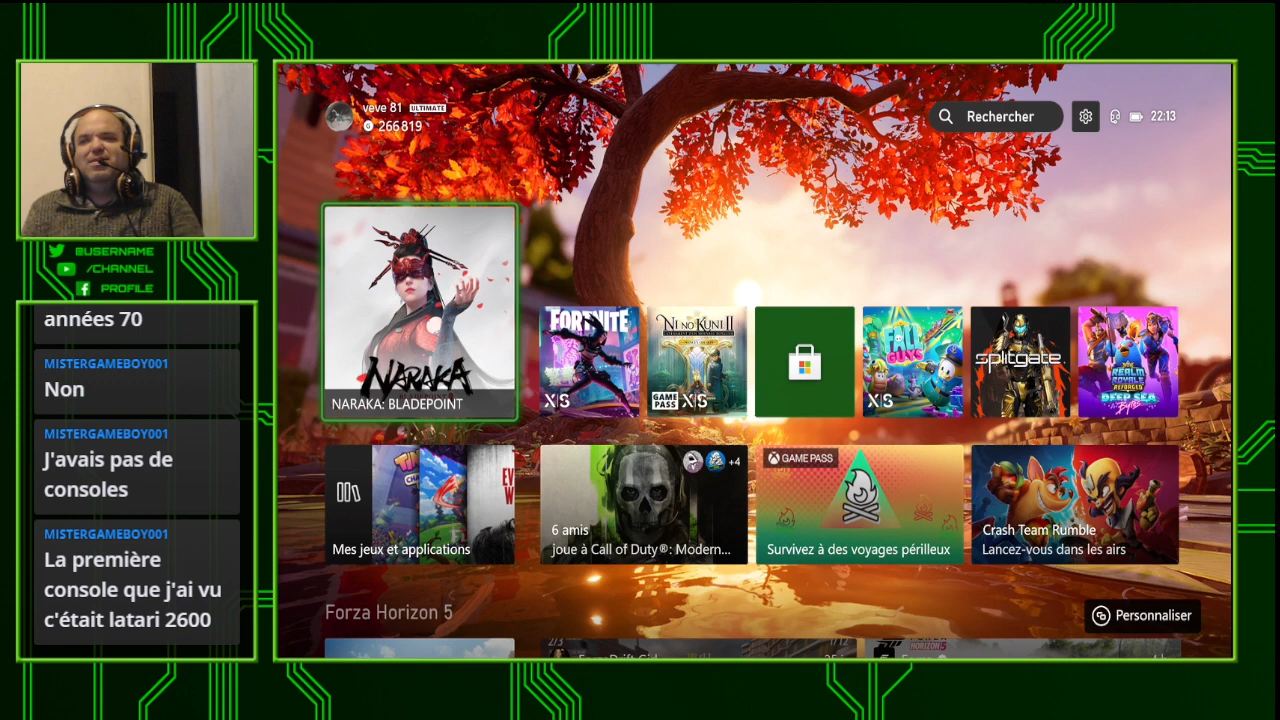 veve 81 ULTIMATE
266 819
Rechercher
22:13
@USERNAME
/CHANNEL
PROFILE
années 70
MISTERGAMEBOY001
Non
MISTERGAMEBOY001
J'avais pas de
consoles
MISTERGAMEBOY001
La première
console que j'ai vu
c'était latari 2600
NARAKA
NARAKA: BLADEPOINT
FORTNITE
X|S
NI NO KUNI II
GAME PASS X|S
FALL GUYS
X|S
splitgate
REALM ROYALE
REFORGED
DEEP SEA
Mes jeux et applications
+4
6 amis
joue à Call of Duty®: Modern...
GAME PASS
Survivez à des voyages périlleux
Crash Team Rumble
Lancez-vous dans les airs
Forza Horizon 5
Personnaliser